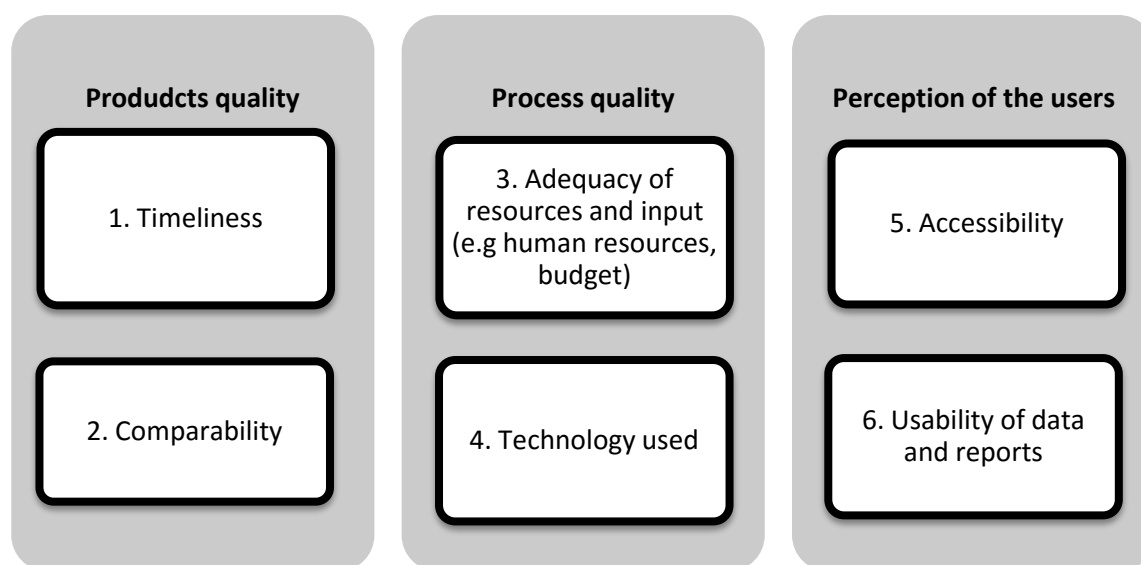 Produdcts quality
1. Timeliness
2. Comparability
Process quality
3. Adequacy of
resources and input
(e.g human resources,
budget)
4. Technology used
Perception of the users
5. Accessibility
6. Usability of data
and reports